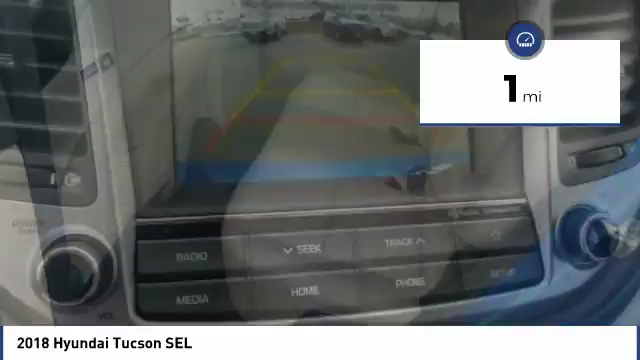 1 mi
RADIO
SEEK
TRACK
MEDIA
HOME
PHONE
SETUP
2018 Hyundai Tucson SEL